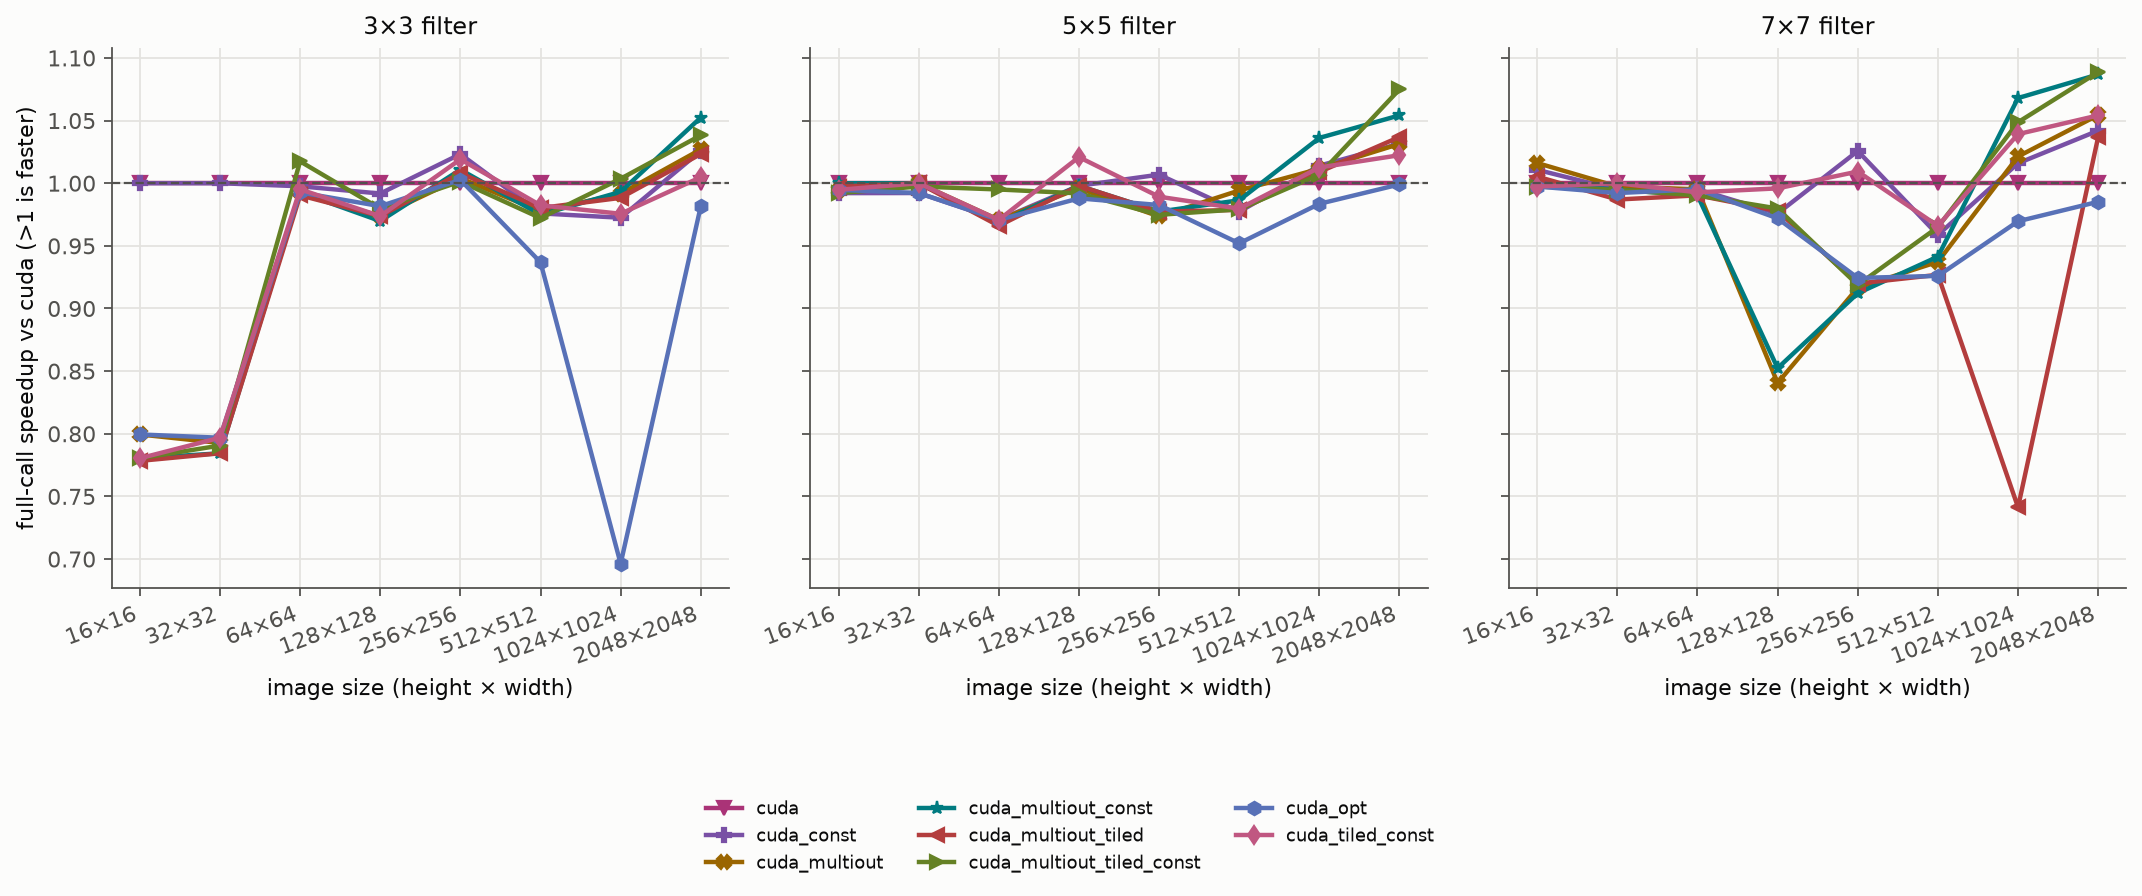 3×3 filter
5×5 filter
7×7 filter
full-call speedup vs cuda (>1 is faster)
1.10
1.05
1.00
0.95
0.90
0.85
0.80
0.75
0.70
16×16
32×32
64×64
128×128
256×256
512×512
1024×1024
2048×2048
16×16
32×32
64×64
128×128
256×256
512×512
1024×1024
2048×2048
16×16
32×32
64×64
128×128
256×256
512×512
1024×1024
2048×2048
image size (height × width)
image size (height × width)
image size (height × width)
cuda
cuda_const
cuda_multiout
cuda_multiout_const
cuda_multiout_tiled
cuda_multiout_tiled_const
cuda_opt
cuda_tiled_const